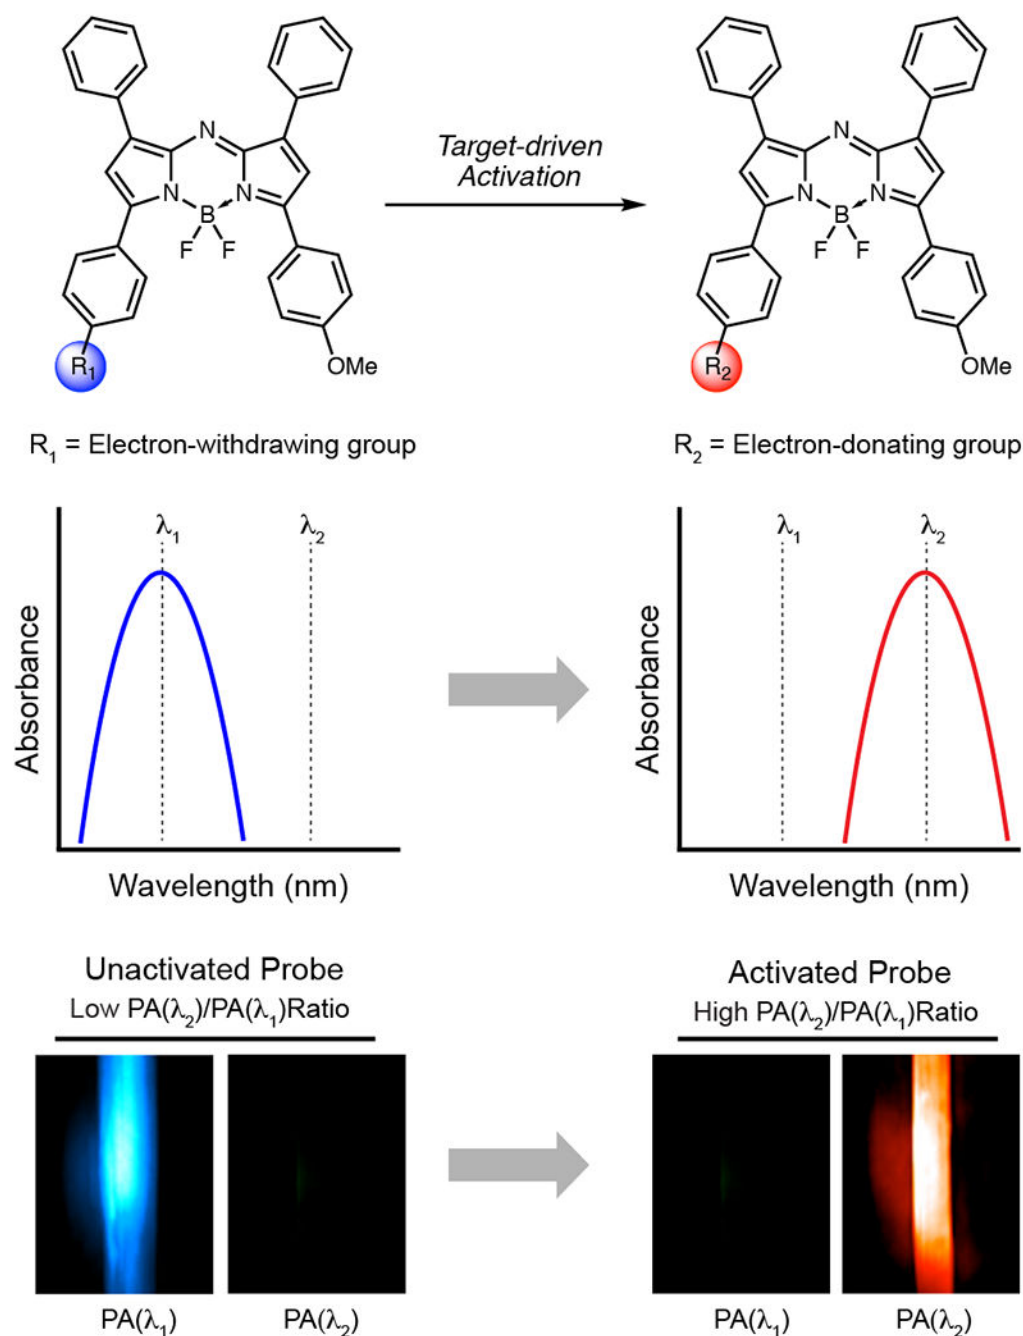 N
N
Target-driven
Activation
N
N
N
N
B
B
F
F
F
F
R₁
OMe
R₂
OMe
R₁ = Electron-withdrawing group
R₂ = Electron-donating group
λ₁
λ₂
Absorbance
Wavelength (nm)
λ₁
λ₂
Absorbance
Wavelength (nm)
Unactivated Probe
Low PA(λ₂)/PA(λ₁)Ratio
PA(λ₁)
PA(λ₂)
Activated Probe
High PA(λ₂)/PA(λ₁)Ratio
PA(λ₁)
PA(λ₂)